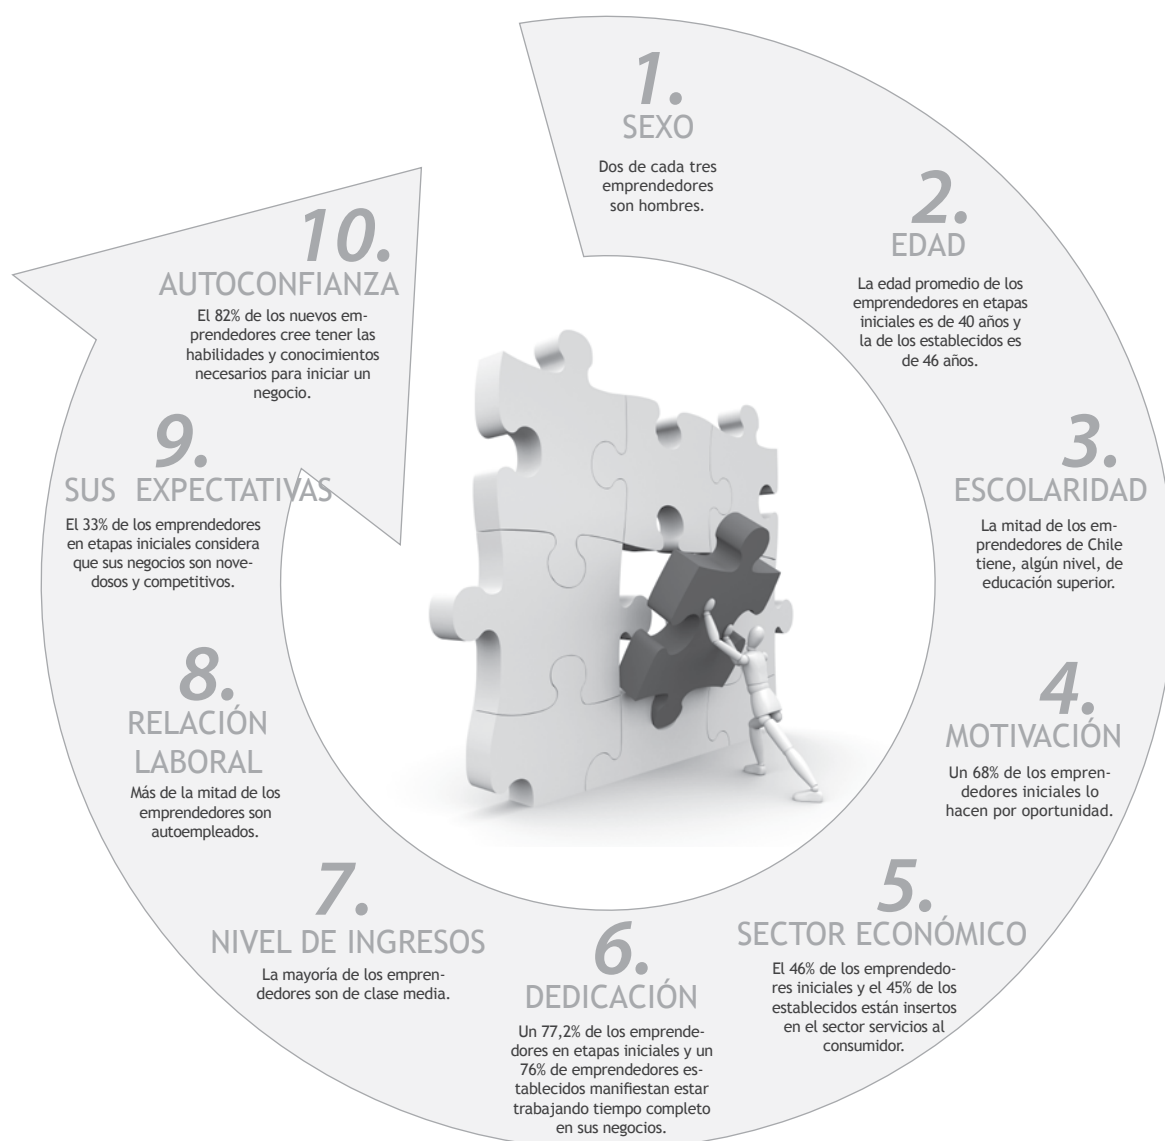 1.
SEXO
Dos de cada tres
emprendedores
son hombres.
2.
EDAD
La edad promedio de los
emprendedores en etapas
iniciales es de 40 años y
la de los establecidos es
de 46 años.
3.
ESCOLARIDAD
La mitad de los em-
prendedores de Chile
tiene, algún nivel, de
educación superior.
4.
MOTIVACIÓN
Un 68% de los empren-
dedores iniciales lo
hacen por oportunidad.
5.
SECTOR ECONÓMICO
El 46% de los emprendedo-
res iniciales y el 45% de los
establecidos están insertos
en el sector servicios al
consumidor.
6.
DEDICACIÓN
Un 77,2% de los emprende-
dores en etapas iniciales y un
76% de emprendedores es-
tablecidos manifiestan estar
trabajando tiempo completo
en sus negocios.
7.
NIVEL DE INGRESOS
La mayoría de los empren-
dedores son de clase media.
8.
RELACIÓN
LABORAL
Más de la mitad de los
emprendedores son
autoempleados.
9.
SUS EXPECTATIVAS
El 33% de los emprendedores
en etapas iniciales considera
que sus negocios son nove-
dosos y competitivos.
10.
AUTOCONFIANZA
El 82% de los nuevos em-
prendedores cree tener las
habilidades y conocimientos
necesarios para iniciar un
negocio.